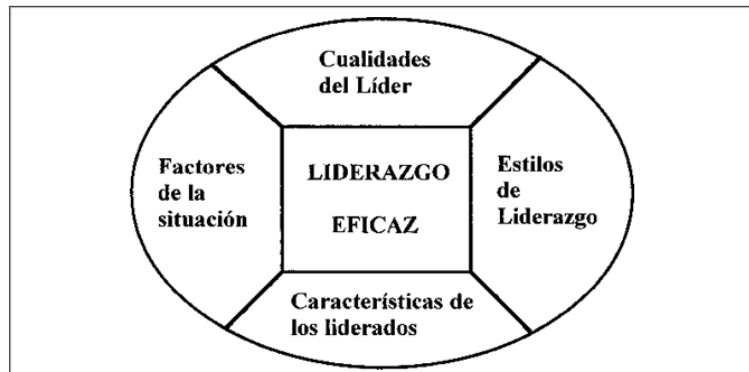 Cualidades
del Líder
Factores
de la
situación
LIDERAZGO
EFICAZ
Estilos
de
Liderazgo
Características de
los liderados